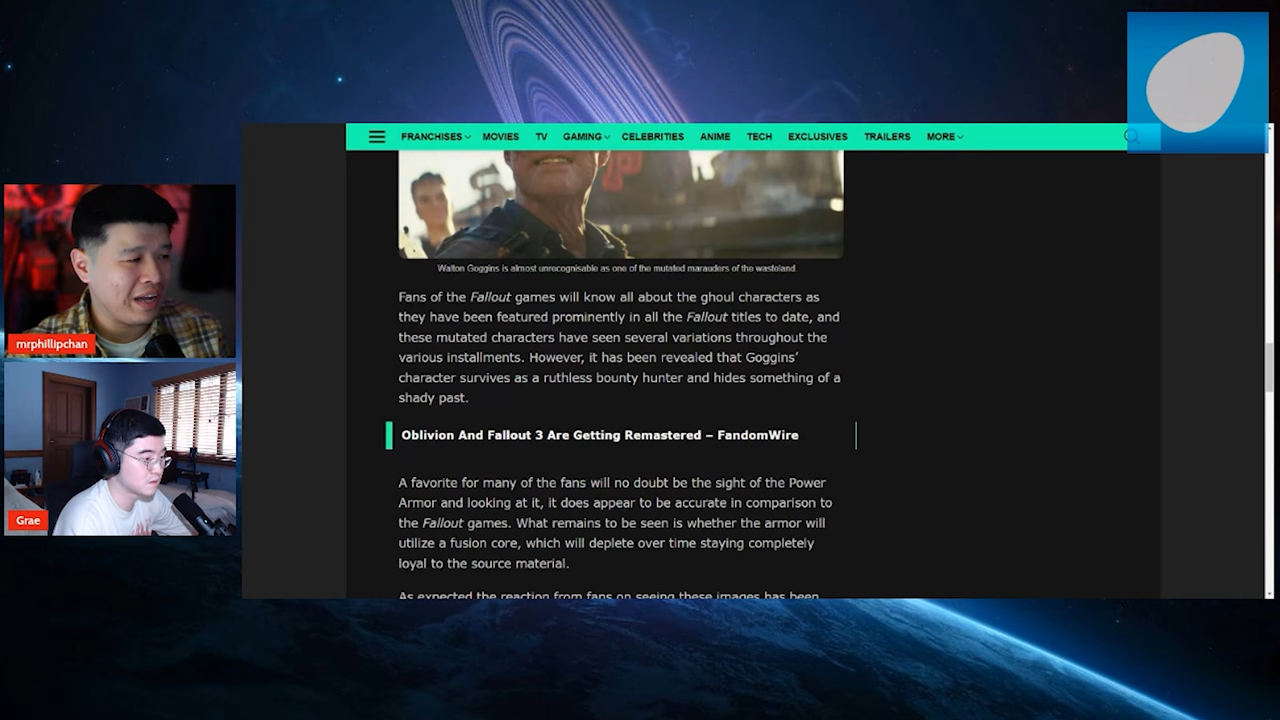 FRANCHISES MOVIES TV GAMING CELEBRITIES ANIME TECH EXCLUSIVES TRAILERS MORE
Walton Goggins is almost unrecognisable as one of the mutated marauders of the wasteland.
Fans of the Fallout games will know all about the ghoul characters as
they have been featured prominently in all the Fallout titles to date, and
these mutated characters have seen several variations throughout the
various installments. However, it has been revealed that Goggins'
character survives as a ruthless bounty hunter and hides something of a
shady past.
Oblivion And Fallout 3 Are Getting Remastered – FandomWire
A favorite for many of the fans will no doubt be the sight of the Power
Armor and looking at it, it does appear to be accurate in comparison to
the Fallout games. What remains to be seen is whether the armor will
utilize a fusion core, which will deplete over time staying completely
loyal to the source material.
As expected the reaction from fans on seeing these images has been
mrphillipchan
Grae